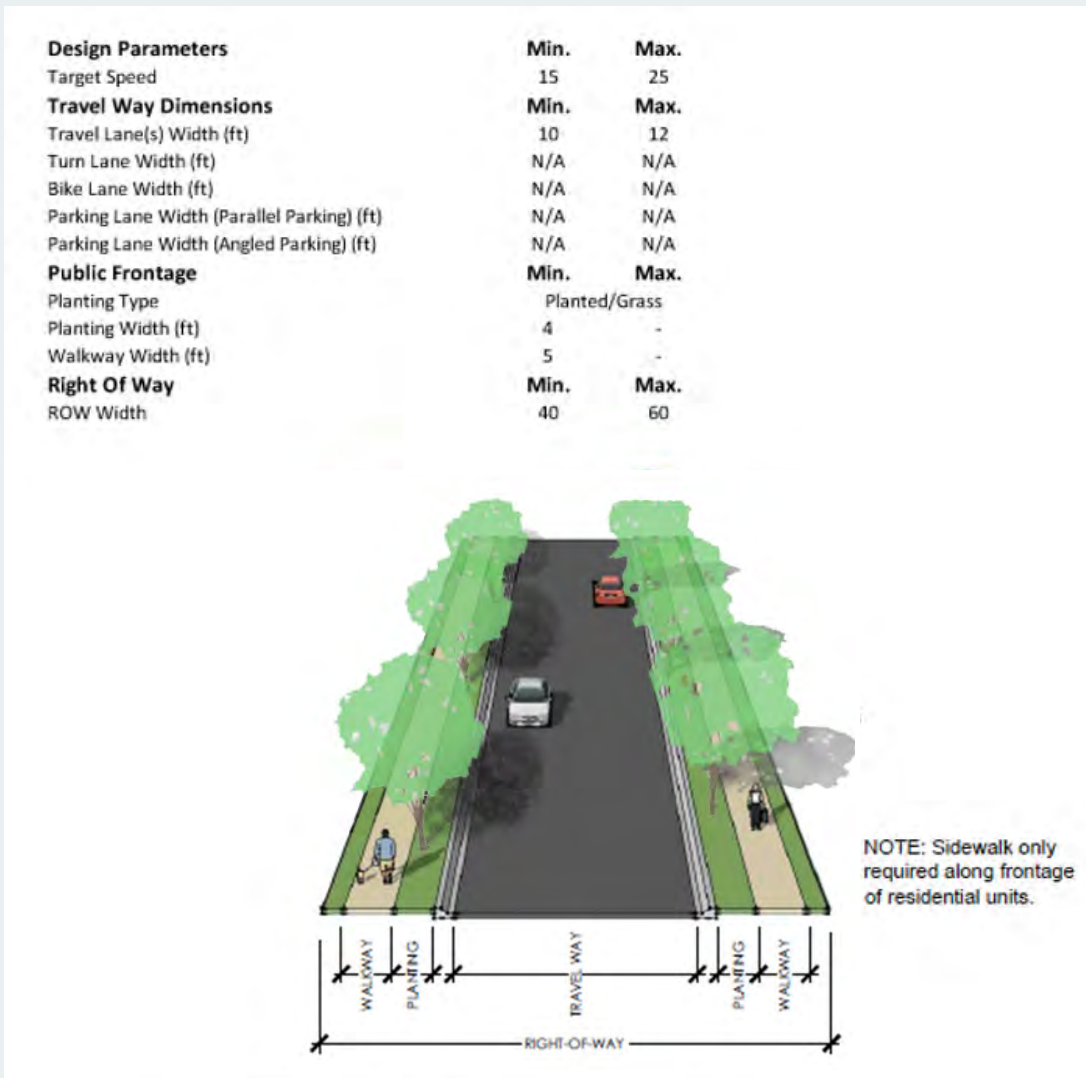 Design Parameters Min. Max.
Target Speed 15 25
Travel Way Dimensions Min. Max.
Travel Lane(s) Width (ft) 10 12
Turn Lane Width (ft) N/A N/A
Bike Lane Width (ft) N/A N/A
Parking Lane Width (Parallel Parking) (ft) N/A N/A
Parking Lane Width (Angled Parking) (ft) N/A N/A
Public Frontage Min. Max.
Planting Type Planted/Grass
Planting Width (ft) 4 -
Walkway Width (ft) 5 -
Right Of Way Min. Max.
ROW Width 40 60
NOTE: Sidewalk only
required along frontage
of residential units.
WALKWAY
PLANTING
TRAVEL WAY
PLANTING
WALKWAY
RIGHT-OF-WAY